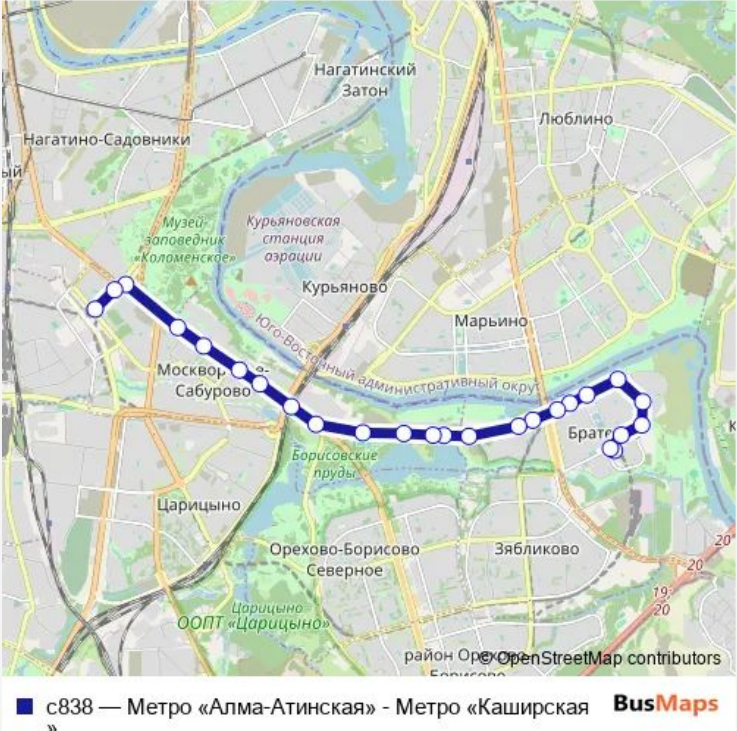 Нагатинский
Затон
Люблино
Нагатино-Садовники
ый
Музей-
заповедник
«Коломенское»
Курьяновская
станция
аэрации
Курьяново
Юго-Восточный административный округ
Марьино
Москворечье-
Сабурово
Брате
К
Борисовские
пруды
Царицыно
Орехово-Борисово
Северное
Зябликово
20
20
19;
20
Царицыно
ООПТ «Царицыно»
район Орехово-
Борисово
© OpenStreetMap contributors
с838 — Метро «Алма-Атинская» - Метро «Каширская
»
BusMaps